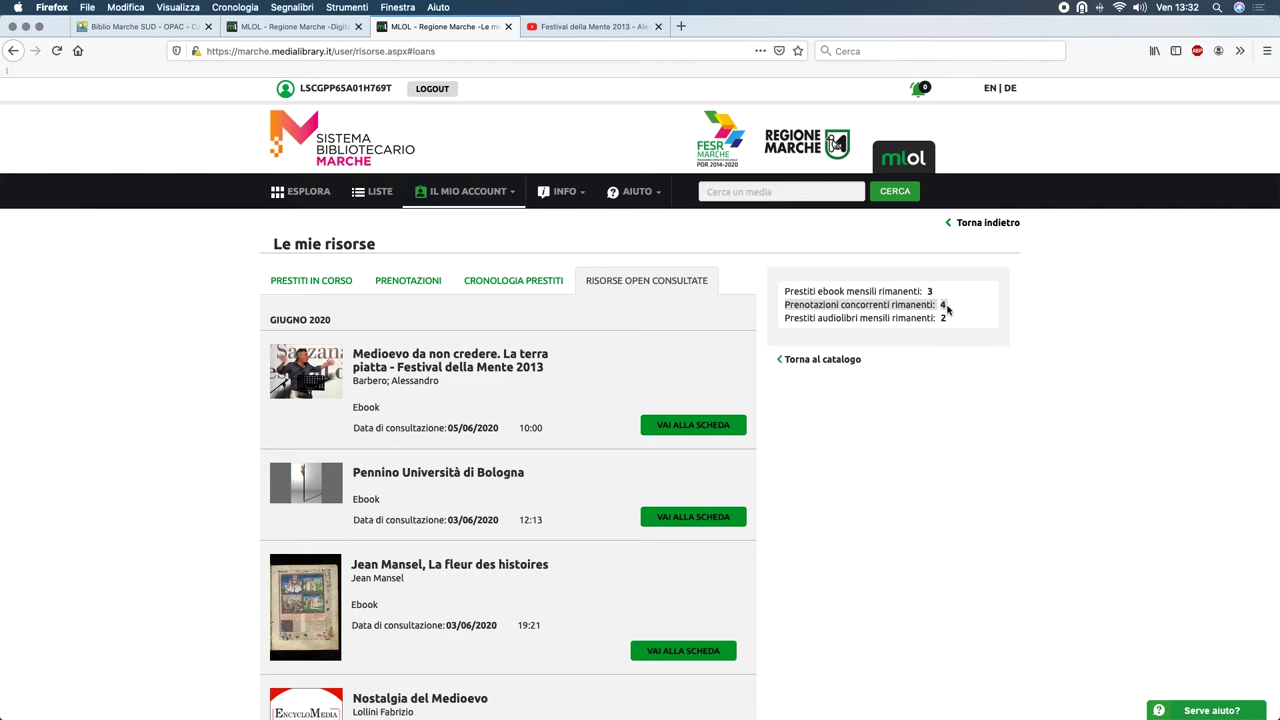 Firefox File Modifica Visualizza Cronologia Segnalibri Strumenti Finestra Aiuto Ven 13:32
Biblio Marche SUD – OPAC – C
MLOL - Regione Marche -Digita
MLOL - Regione Marche -Le mi
Festival della Mente 2013 - Ale
https://marche.medialibrary.it/user/risorse.aspx#loans
Cerca
ABP
LSCGPP65A01H769T
LOGOUT
0
EN | DE
SISTEMA
BIBLIOTECARIO
MARCHE
FESR
MARCHE
POR 2014-2020
REGIONE
MARCHE
mlol
ESPLORA
LISTE
IL MIO ACCOUNT
INFO
AIUTO
Cerca un media
CERCA
Torna indietro
Le mie risorse
PRESTITI IN CORSO
PRENOTAZIONI
CRONOLOGIA PRESTITI
RISORSE OPEN CONSULTATE
Prestiti ebook mensili rimanenti: 3
Prenotazioni concorrenti rimanenti: 4
Prestiti audiolibri mensili rimanenti: 2
Torna al catalogo
GIUGNO 2020
Medioevo da non credere. La terra
piatta - Festival della Mente 2013
Barbero; Alessandro
Ebook
Data di consultazione: 05/06/2020 10:00
VAI ALLA SCHEDA
Pennino Università di Bologna
Ebook
Data di consultazione: 03/06/2020 12:13
VAI ALLA SCHEDA
Jean Mansel, La fleur des histoires
Jean Mansel
Ebook
Data di consultazione: 03/06/2020 19:21
VAI ALLA SCHEDA
Nostalgia del Medioevo
Lollini Fabrizio
ENCYCLOMEDIA
Serve aiuto?